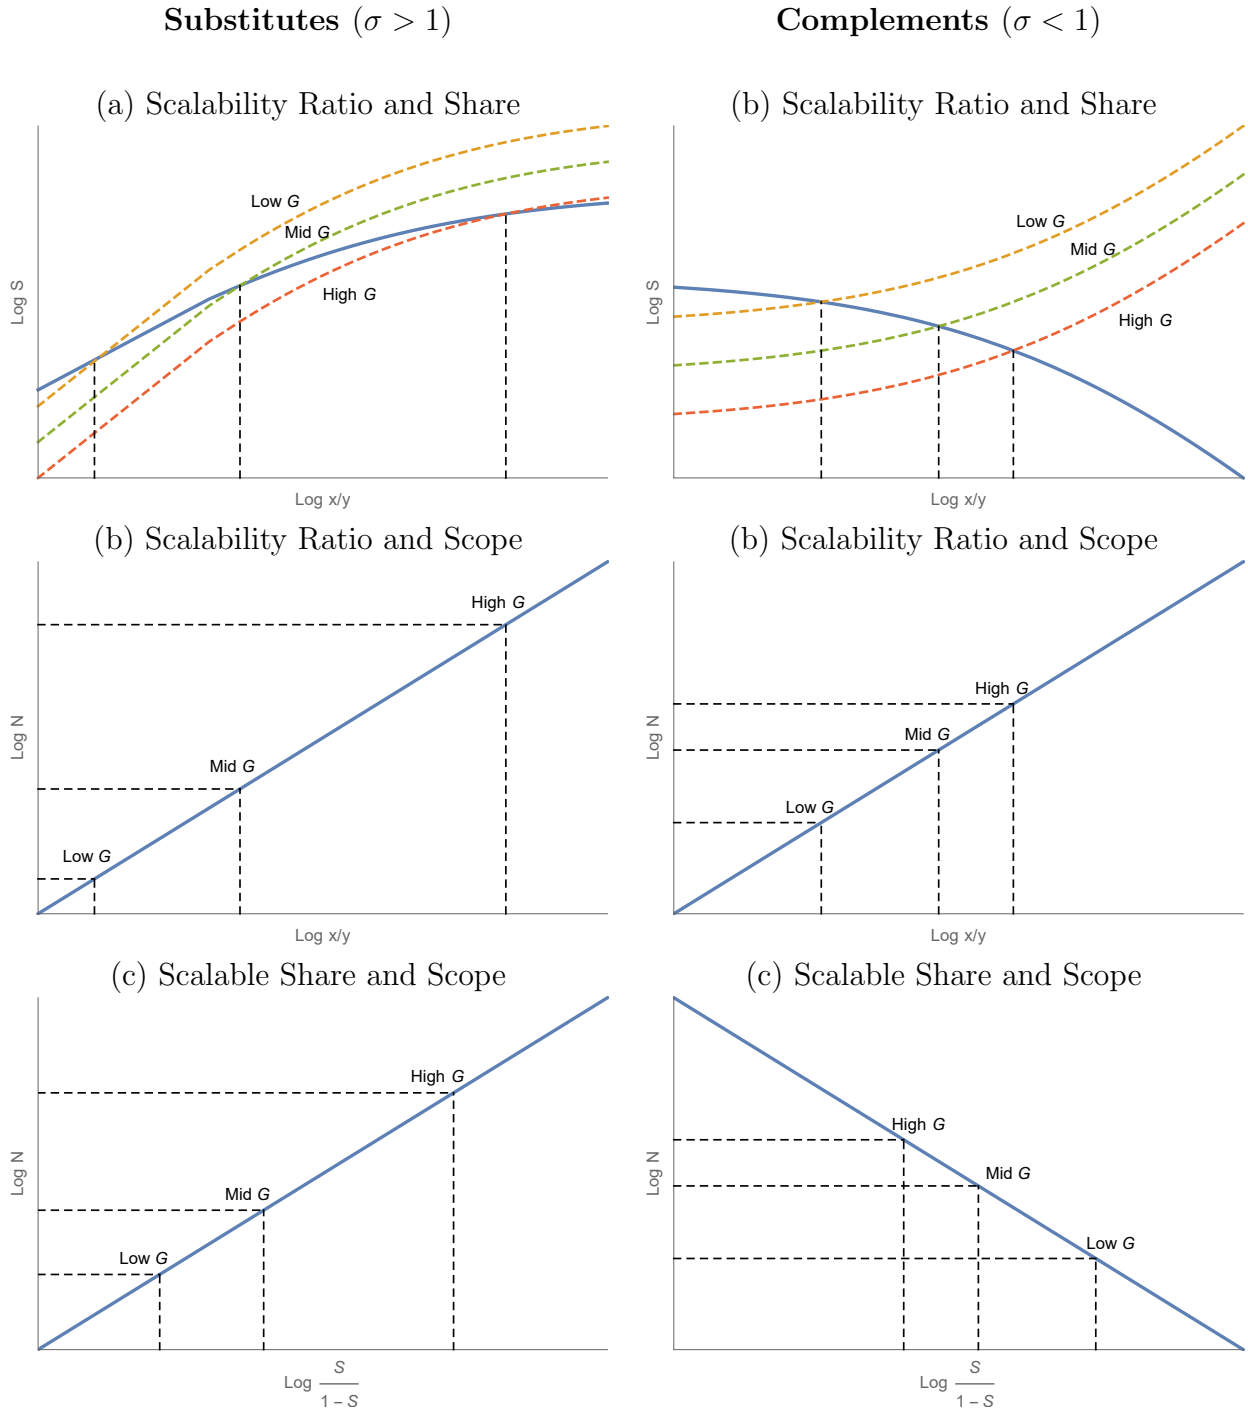 Substitutes (σ > 1)
Complements (σ < 1)
(a) Scalability Ratio and Share
(b) Scalability Ratio and Share
Low G
Mid G
High G
Log S
Log x/y
Low G
Mid G
High G
Log S
Log x/y
(b) Scalability Ratio and Scope
(b) Scalability Ratio and Scope
High G
Mid G
Low G
Log N
Log x/y
High G
Mid G
Low G
Log N
Log x/y
(c) Scalable Share and Scope
(c) Scalable Share and Scope
High G
Mid G
Low G
Log N
Log S / 1 – S
High G
Mid G
Low G
Log N
Log S / 1 – S